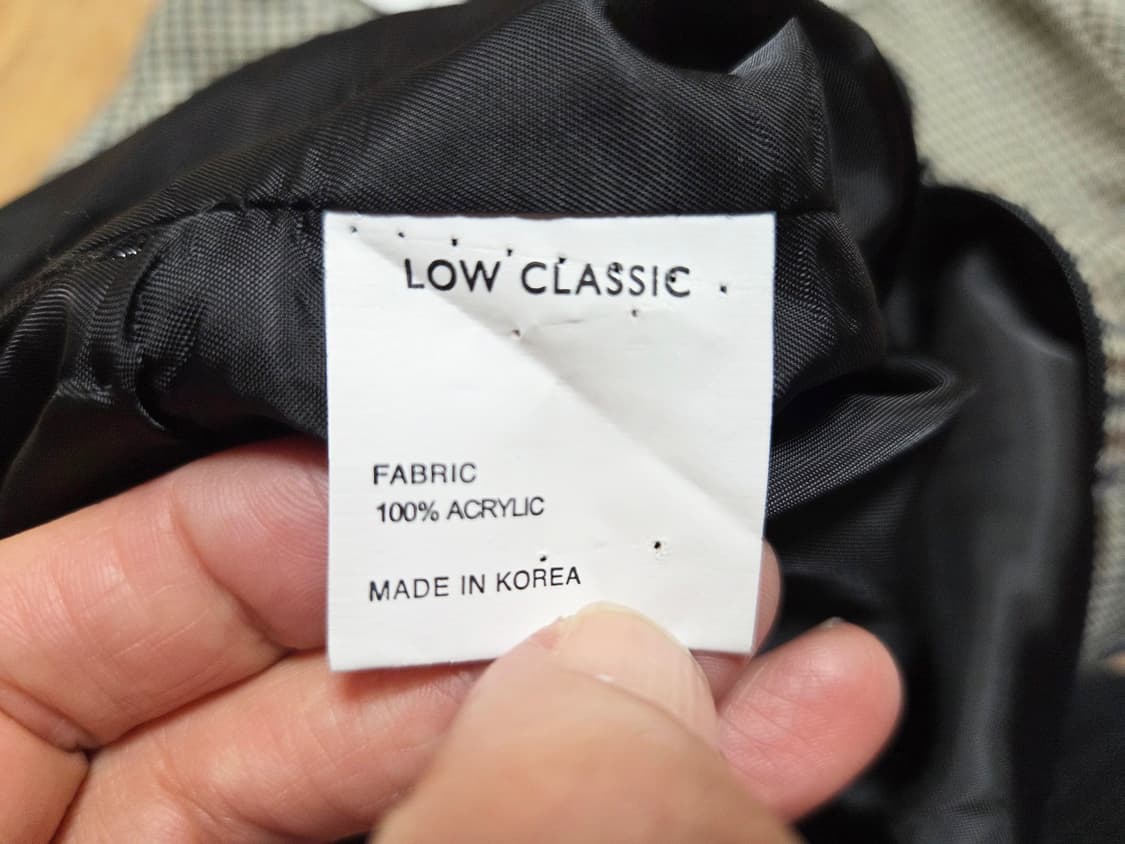 LOW CLASSIC
FABRIC
100% ACRYLIC
MADE IN KOREA